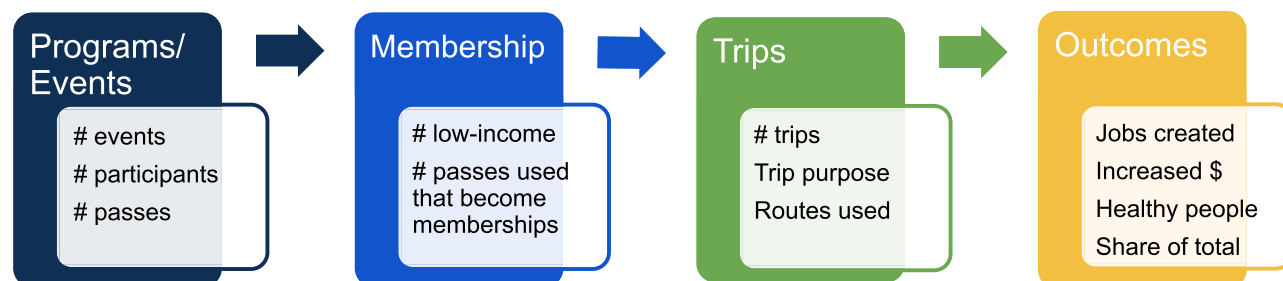 Programs/
Events
# events
# participants
# passes
Membership
# low-income
# passes used
that become
memberships
Trips
# trips
Trip purpose
Routes used
Outcomes
Jobs created
Increased $
Healthy people
Share of total